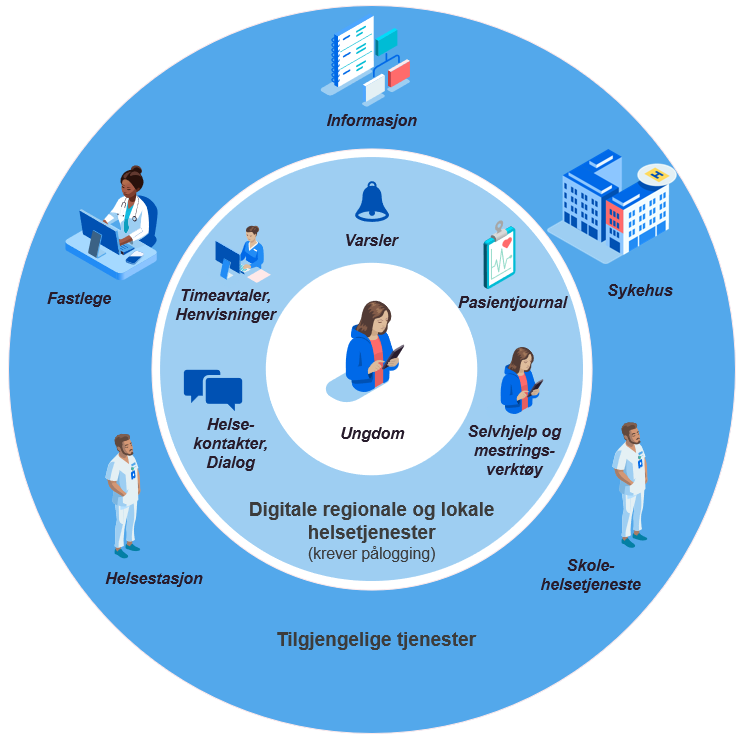 Informasjon
Varsler
Fastlege
Timeavtaler,
Henvisninger
Pasientjournal
Sykehus
Helse-
kontakter,
Dialog
Ungdom
Selvhjelp og
mestrings-
verktøy
Digitale regionale og lokale
helsetjenester
(krever pålogging)
Helsestasjon
Skole-
helsetjeneste
Tilgjengelige tjenester
H